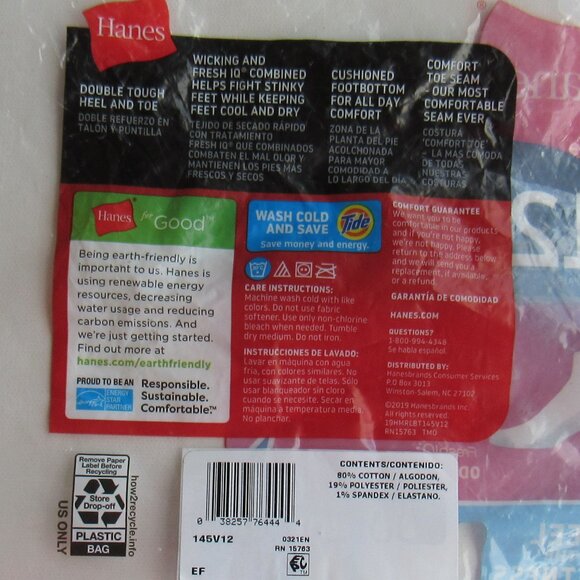 Hanes
DOUBLE TOUGH
HEEL AND TOE
DOBLE REFUERZO EN
TALÓN Y PUNTILLA
WICKING AND
FRESH IQ® COMBINED
HELPS FIGHT STINKY
FEET WHILE KEEPING
FEET COOL AND DRY
TEJIDO DE SECADO RÁPIDO
CON TRATAMIENTO
FRESH IQ® QUE COMBINADOS
COMBATEN EL MAL OLOR Y
MANTIENEN LOS PIES MÁS
FRESCOS Y SECOS
CUSHIONED
FOOTBOTTOM
FOR ALL DAY
COMFORT
ZONA DE LA
PLANTA DEL PIE
ACOLCHONADA
PARA MAYOR
COMODIDAD A
LO LARGO DEL DÍA
COMFORT
TOE SEAM
- OUR MOST
COMFORTABLE
SEAM EVER
COSTURA
'COMFORT TOE'
- LA MÁS CÓMODA
DE TODAS
NUESTRAS
COSTURAS
Hanes for Good™
Being earth-friendly is
important to us. Hanes is
using renewable energy
resources, decreasing
water usage and reducing
carbon emissions. And
we're just getting started.
Find out more at
hanes.com/earthfriendly
PROUD TO BE AN
ENERGY
STAR
PARTNER
Responsible.
Sustainable.
Comfortable™
WASH COLD
AND SAVE
Tide
Save money and energy.
CARE INSTRUCTIONS:
Machine wash cold with like
colors. Do not use fabric
softener. Use only non-chlorine
bleach when needed. Tumble
dry medium. Do not iron.
INSTRUCCIONES DE LAVADO:
Lavar en máquina con agua
fría, con colores similares. No
usar suavizante de telas. Sólo
usar blanqueador sin cloro
cuando se necesite. Secar en
máquina a temperatura media.
No planchar.
COMFORT GUARANTEE
We want you to be
comfortable in our products
and if you're not happy,
we're not happy. Please
return to the address below
and we will send you a
replacement, if available,
or a refund.
GARANTÍA DE COMODIDAD
HANES.COM
QUESTIONS?
1-800-994-4348
Se habla español.
DISTRIBUTED BY:
Hanesbrands Consumer Services
P.O Box 3013
Winston-Salem, NC 27102
©2019 Hanesbrands Inc.
All rights reserved.
19HMRLBT145V12
RN15763 TMO
Remove Paper
Label Before
Recycling
Store
Drop-off
PLASTIC
BAG
how2recycle.info
US ONLY
0 38257 76444 4
145V12
0321EN
RN 15763
EF
CONTENTS/CONTENIDO:
80% COTTON / ALGODON,
19% POLYESTER / POLIESTER,
1% SPANDEX / ELASTANO.